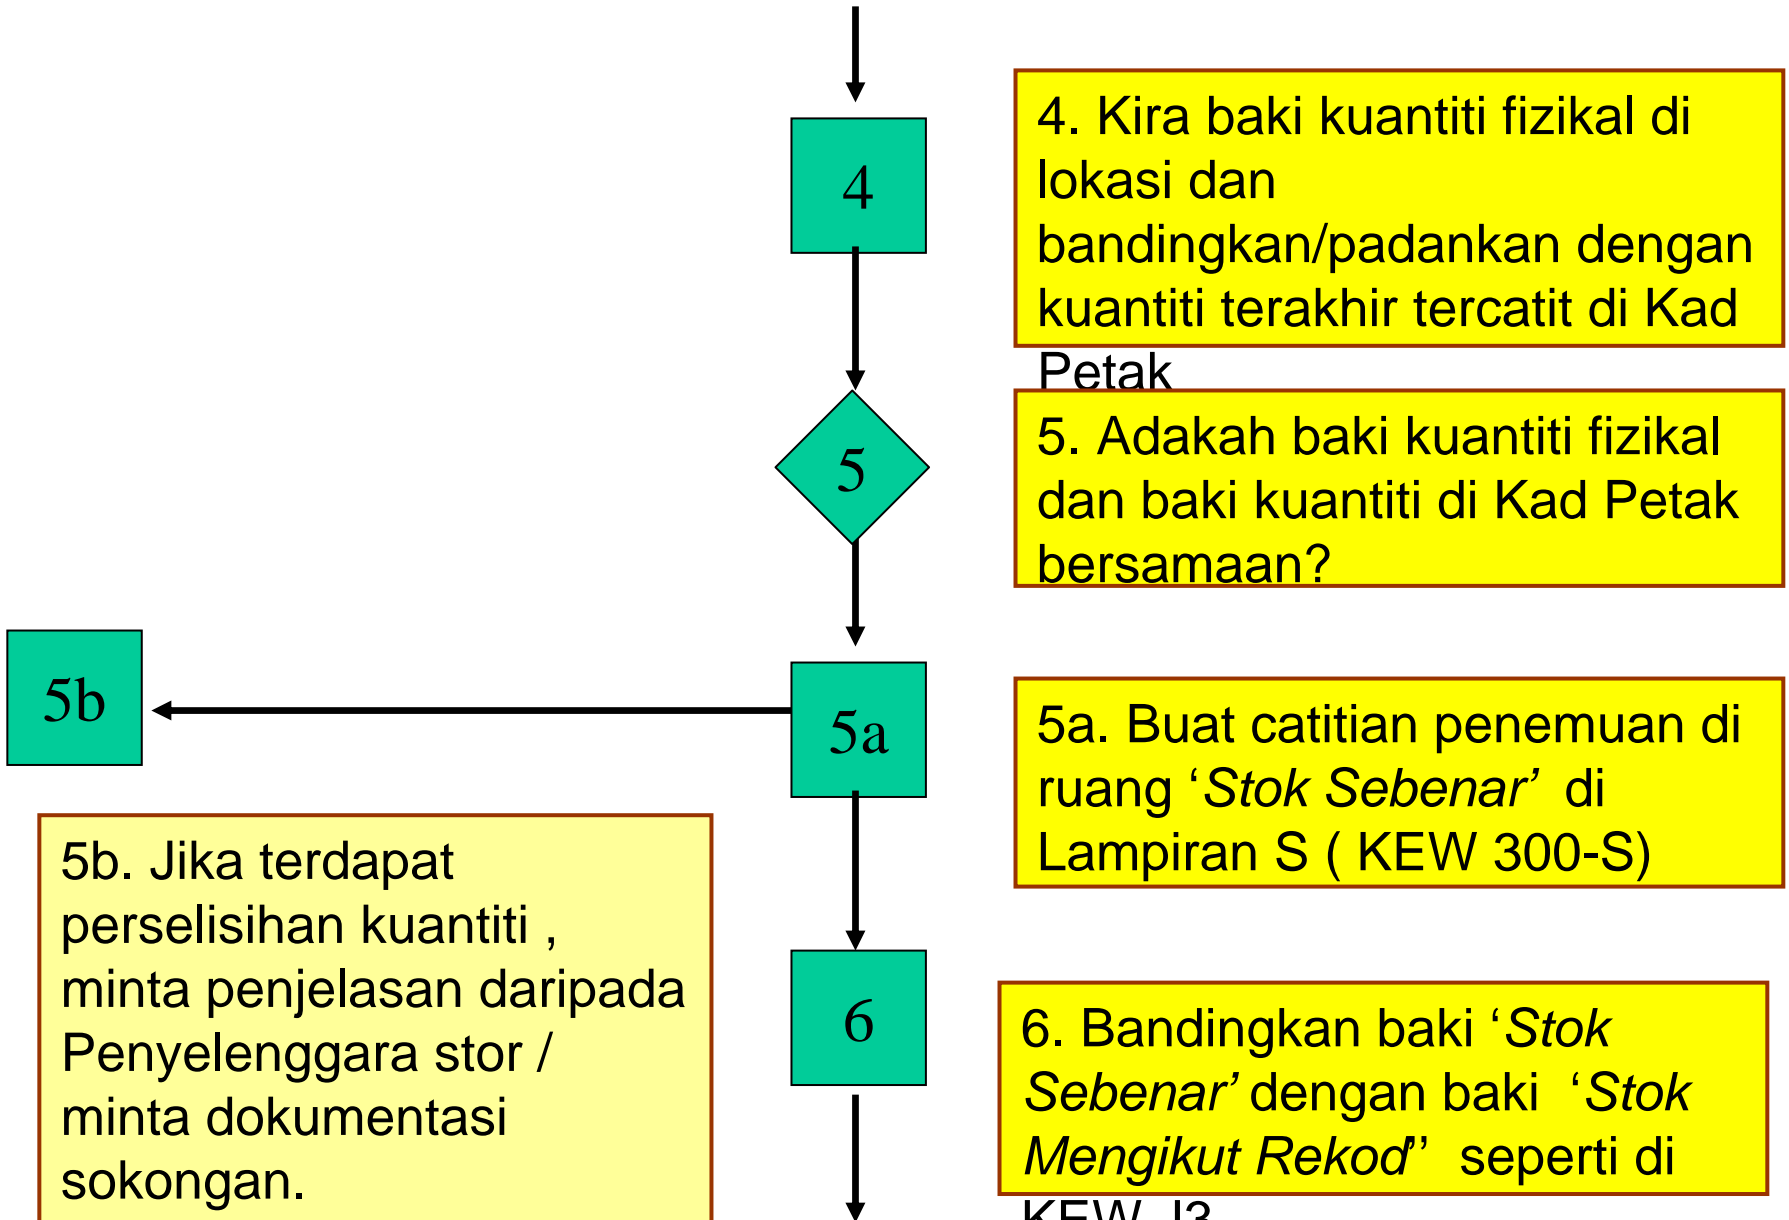 4
4. Kira baki kuantiti fizikal di
lokasi dan
bandingkan/padankan dengan
kuantiti terakhir tercatit di Kad
Petak
5
5. Adakah baki kuantiti fizikal
dan baki kuantiti di Kad Petak
bersamaan?
5b
5a
5a. Buat catitian penemuan di
ruang ‘Stok Sebenar’ di
Lampiran S ( KEW 300-S)
5b. Jika terdapat
perselisihan kuantiti ,
minta penjelasan daripada
Penyelenggara stor /
minta dokumentasi
sokongan.
6
6. Bandingkan baki ‘Stok
Sebenar’ dengan baki ‘Stok
Mengikut Rekod’’ seperti di
KEW. J3